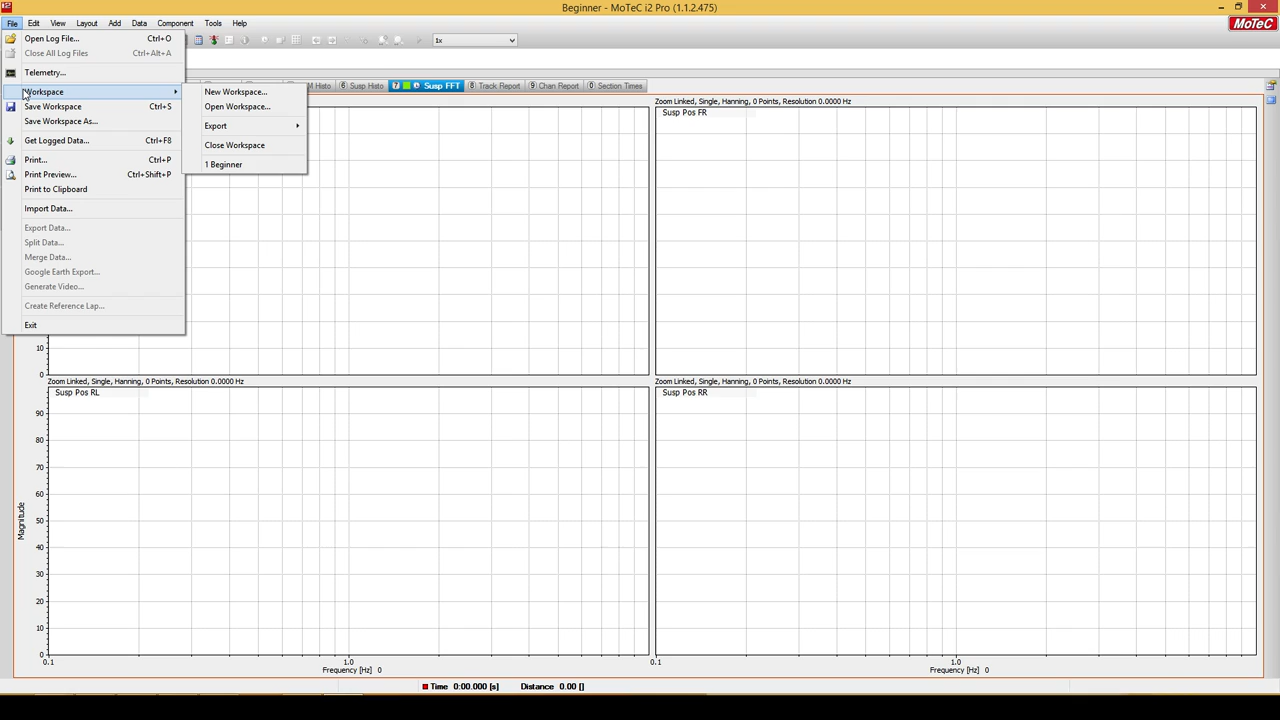 Beginner - MoTeC i2 Pro (1.1.2.475)
File Edit View Layout Add Data Component Tools Help
MoTeC
1x
Open Log File... Ctrl+O
Close All Log Files Ctrl+Alt+A
Telemetry...
Workspace
Save Workspace Ctrl+S
Save Workspace As...
Get Logged Data... Ctrl+F8
Print... Ctrl+P
Print Preview... Ctrl+Shift+P
Print to Clipboard
Import Data...
Export Data...
Split Data...
Merge Data...
Google Earth Export...
Generate Video...
Create Reference Lap...
Exit
New Workspace...
Open Workspace...
Export
Close Workspace
1 Beginner
Histo 6 Susp Histo 7 Susp FFT 8 Track Report 9 Chan Report 0 Section Times
Zoom Linked, Single, Hanning, 0 Points, Resolution 0.0000 Hz
Susp Pos FR
10
0
Zoom Linked, Single, Hanning, 0 Points, Resolution 0.0000 Hz
Zoom Linked, Single, Hanning, 0 Points, Resolution 0.0000 Hz
Susp Pos RL
Susp Pos RR
90
80
70
60
50
40
30
20
10
0
Magnitude
0.1 1.0
Frequency [Hz] 0
0.1 1.0
Frequency [Hz] 0
Time 0:00.000 [s] Distance 0.00 []